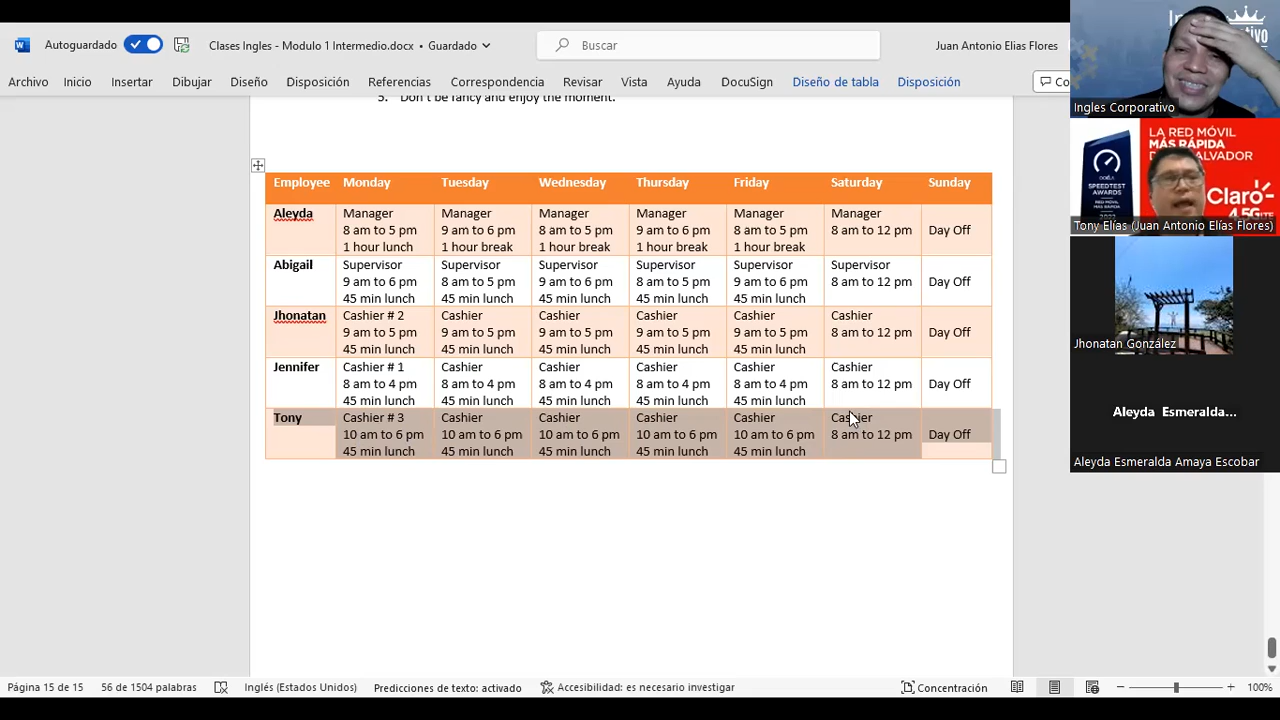 Autoguardado
Clases Ingles - Modulo 1 Intermedio.docx • Guardado
Buscar
Juan Antonio Elias Flores
Archivo Inicio Insertar Dibujar Diseño Disposición Referencias Correspondencia Revisar Vista Ayuda DocuSign Diseño de tabla Disposición Co
5. Don't be fancy and enjoy the moment.
Employee Monday Tuesday Wednesday Thursday Friday Saturday Sunday
Aleyda Manager Manager Manager Manager Manager Manager
8 am to 5 pm 9 am to 6 pm 8 am to 5 pm 9 am to 6 pm 8 am to 5 pm 8 am to 12 pm Day Off
1 hour lunch 1 hour break 1 hour break 1 hour break 1 hour break
Abigail Supervisor Supervisor Supervisor Supervisor Supervisor Supervisor
9 am to 6 pm 8 am to 5 pm 9 am to 6 pm 8 am to 5 pm 9 am to 6 pm 8 am to 12 pm Day Off
45 min lunch 45 min lunch 45 min lunch 45 min lunch 45 min lunch
Jhonatan Cashier # 2 Cashier Cashier Cashier Cashier Cashier
9 am to 5 pm 9 am to 5 pm 9 am to 5 pm 9 am to 5 pm 9 am to 5 pm 8 am to 12 pm Day Off
45 min lunch 45 min lunch 45 min lunch 45 min lunch 45 min lunch
Jennifer Cashier # 1 Cashier Cashier Cashier Cashier Cashier
8 am to 4 pm 8 am to 4 pm 8 am to 4 pm 8 am to 4 pm 8 am to 4 pm 8 am to 12 pm Day Off
45 min lunch 45 min lunch 45 min lunch 45 min lunch 45 min lunch
Tony Cashier # 3 Cashier Cashier Cashier Cashier Cashier
10 am to 6 pm 10 am to 6 pm 10 am to 6 pm 10 am to 6 pm 10 am to 6 pm 8 am to 12 pm Day Off
45 min lunch 45 min lunch 45 min lunch 45 min lunch 45 min lunch
Página 15 de 15 56 de 1504 palabras Inglés (Estados Unidos) Predicciones de texto: activado Accesibilidad: es necesario investigar Concentración 100%
Ingles Corporativo
LA RED MÓVIL
MÁS RÁPIDA
SALVADOR
SPEEDTEST
AWARDS
Claro
4.5G LTE
Tony Elías (Juan Antonio Elías Flores)
Jhonatan González
Aleyda Esmeralda...
Aleyda Esmeralda Amaya Escobar